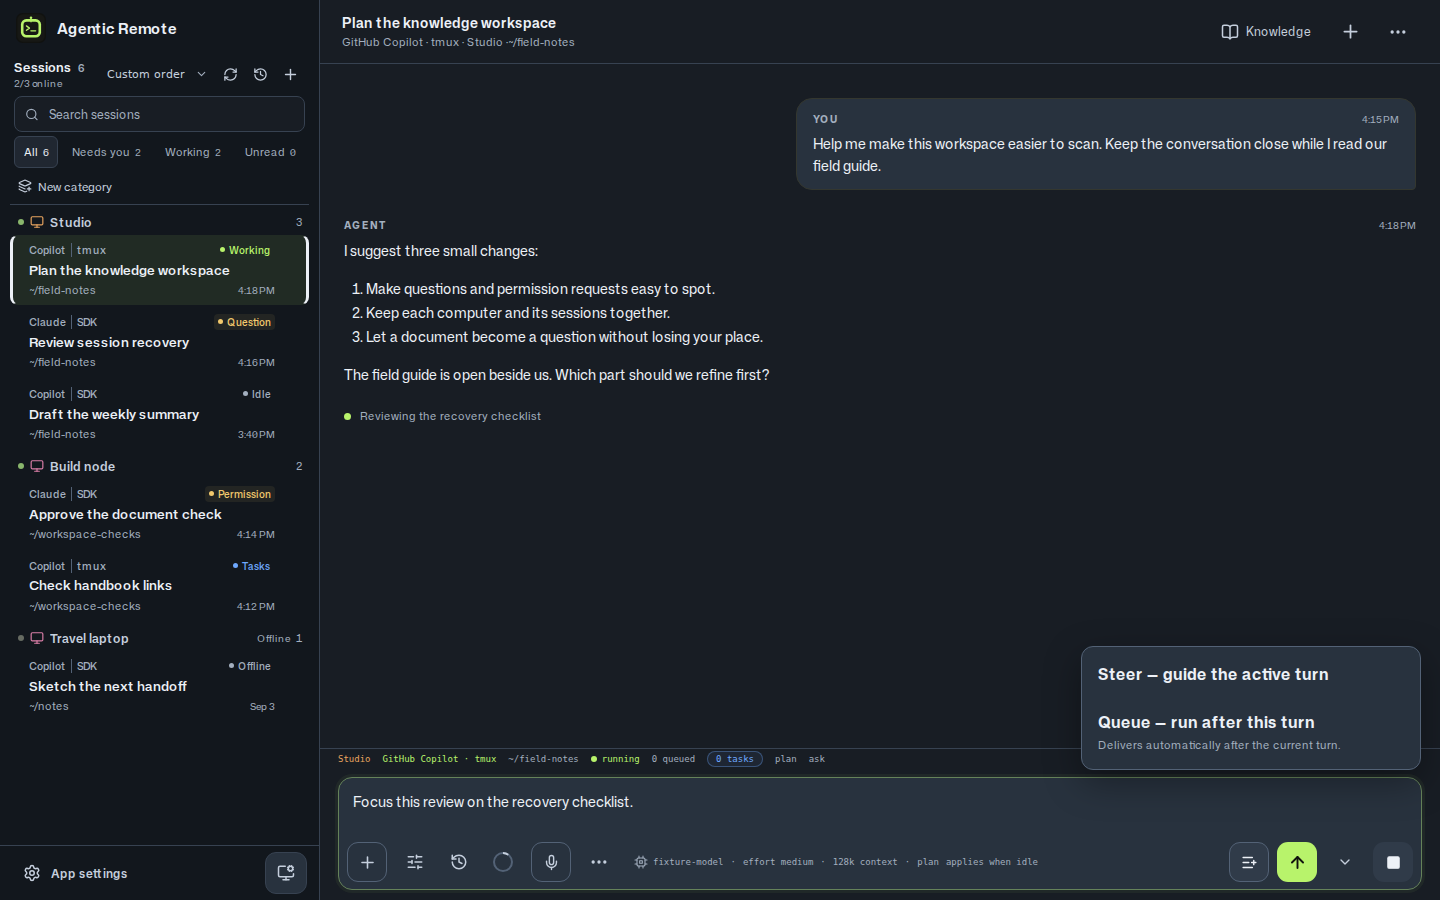 Agentic Remote
Sessions 6
2/3 online
Custom order
Search sessions
All 6
Needs you 2
Working 2
Unread 0
New category
Studio 3
Copilot | tmux
Working
Plan the knowledge workspace
~/field-notes
4:18 PM
Claude | SDK
Question
Review session recovery
~/field-notes
4:16 PM
Copilot | SDK
Idle
Draft the weekly summary
~/field-notes
3:40 PM
Build node 2
Claude | SDK
Permission
Approve the document check
~/workspace-checks
4:14 PM
Copilot | tmux
Tasks
Check handbook links
~/workspace-checks
4:12 PM
Travel laptop
Offline 1
Copilot | SDK
Offline
Sketch the next handoff
~/notes
Sep 3
App settings
Plan the knowledge workspace
GitHub Copilot · tmux · Studio · ~/field-notes
Knowledge
YOU
4:15 PM
Help me make this workspace easier to scan. Keep the conversation close while I read our
field guide.
AGENT
4:18 PM
I suggest three small changes:
1. Make questions and permission requests easy to spot.
2. Keep each computer and its sessions together.
3. Let a document become a question without losing your place.
The field guide is open beside us. Which part should we refine first?
Reviewing the recovery checklist
Steer – guide the active turn
Queue – run after this turn
Delivers automatically after the current turn.
Studio GitHub Copilot · tmux ~/field-notes running 0 queued 0 tasks plan ask
Focus this review on the recovery checklist.
fixture-model · effort medium · 128k context · plan applies when idle